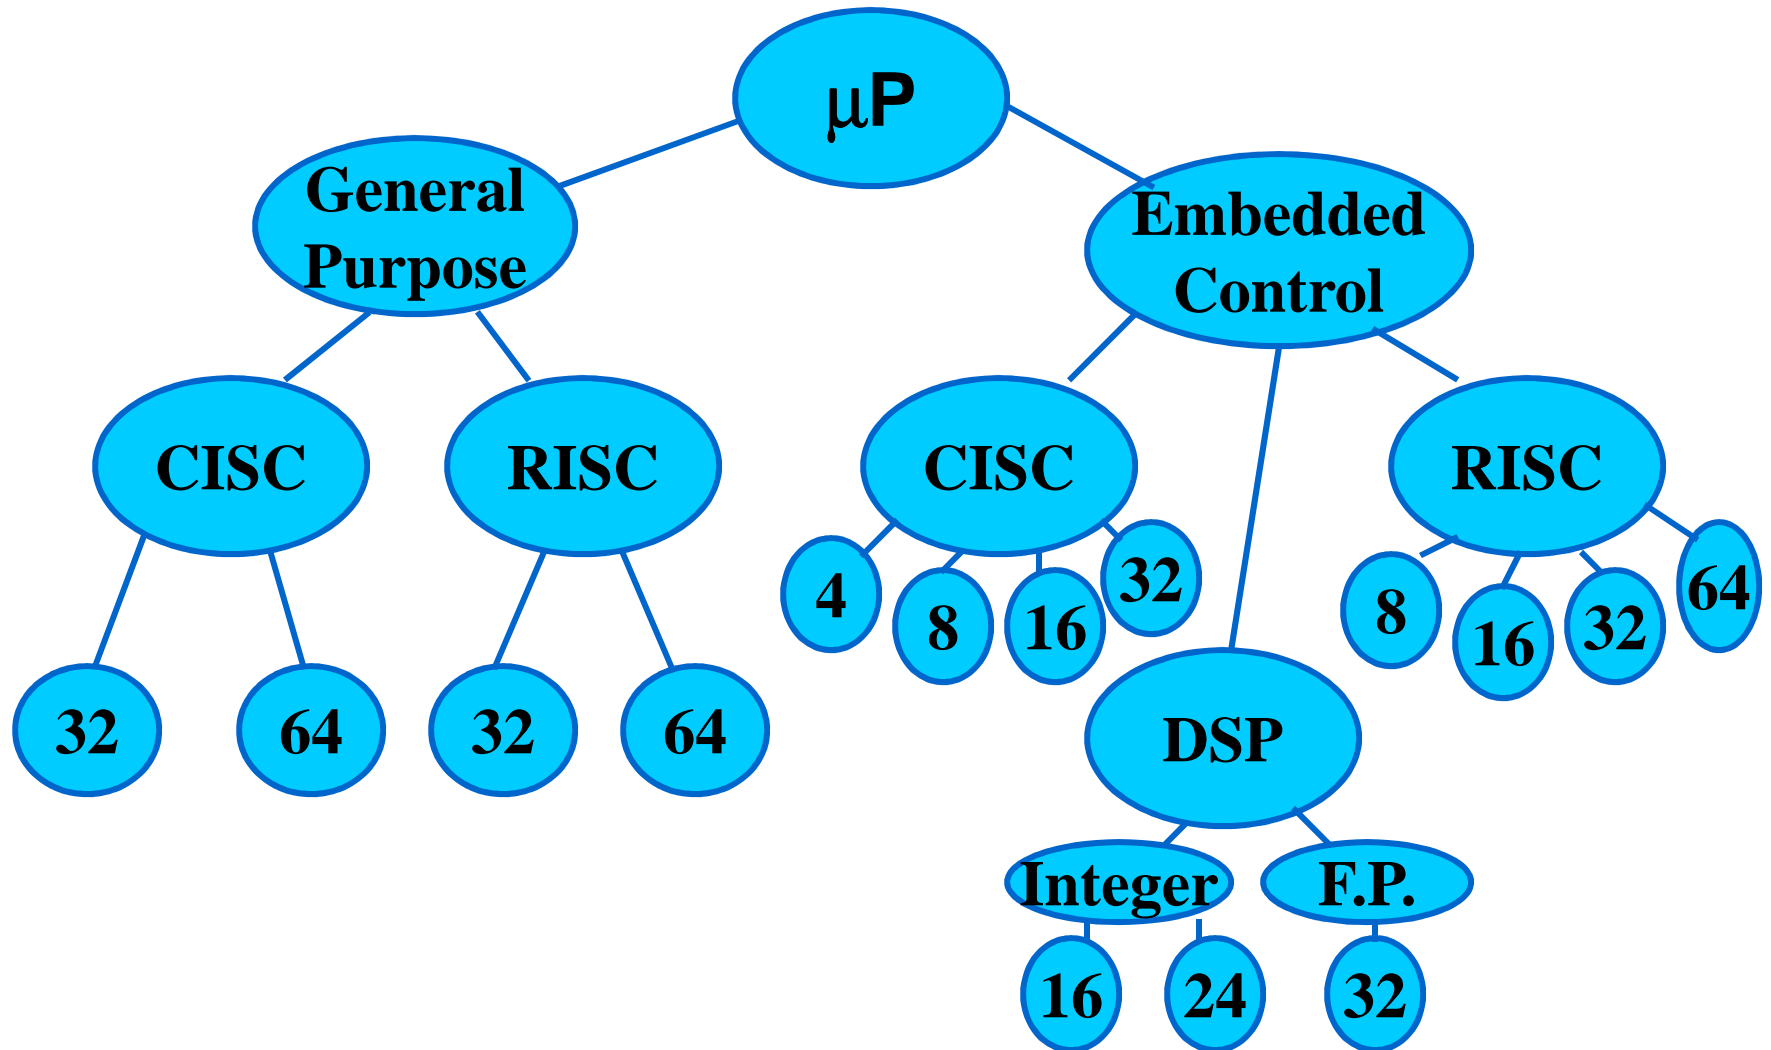 μP
General
Purpose
Embedded
Control
CISC
RISC
CISC
RISC
32
64
32
64
4
8
16
32
8
16
32
64
DSP
Integer
F.P.
16
24
32